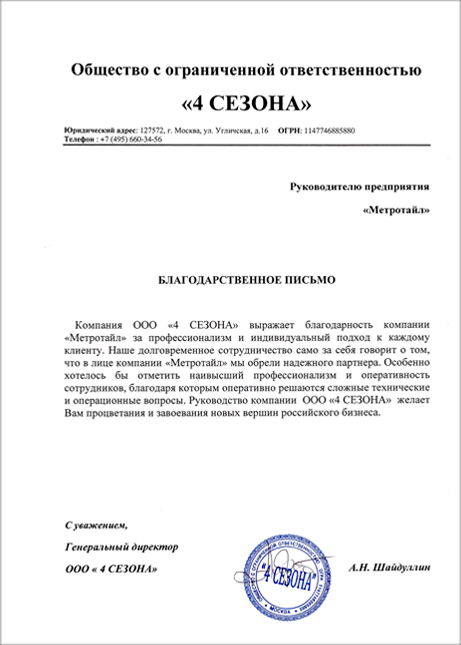 Общество с ограниченной ответственностью
«4 СЕЗОНА»
Юридический адрес: 127572, г. Москва, ул. Угличская, д.16 ОГРН: 1147746885880
Телефон : +7 (495) 660-34-56
Руководителю предприятия
«Метротайл»
БЛАГОДАРСТВЕННОЕ ПИСЬМО
Компания ООО «4 СЕЗОНА» выражает благодарность компании
«Метротайл» за профессионализм и индивидуальный подход к каждому
клиенту. Наше долговременное сотрудничество само за себя говорит о том,
что в лице компании «Метротайл» мы обрели надежного партнера. Особенно
хотелось бы отметить наивысший профессионализм и оперативность
сотрудников, благодаря которым оперативно решаются сложные технические
и операционные вопросы. Руководство компании ООО «4 СЕЗОНА» желает
Вам процветания и завоевания новых вершин российского бизнеса.
С уважением,
Генеральный директор
ООО « 4 СЕЗОНА»
"4 СЕЗОНА"
МОСКВА
А.Н. Шайдуллин